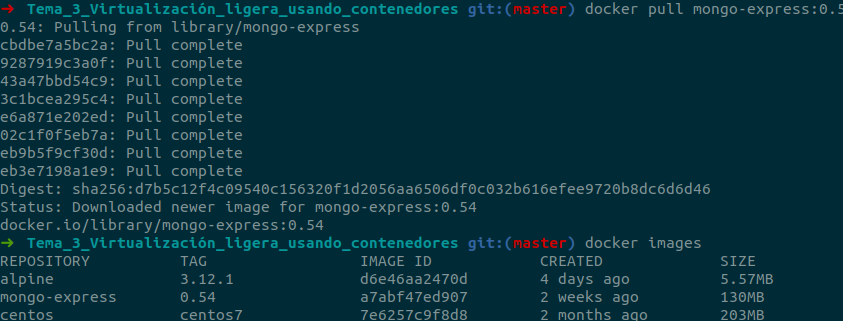 ➜ Tema_3_Virtualización_ligera_usando_contenedores git:(master) docker pull mongo-express:0.5
0.54: Pulling from library/mongo-express
cbdbe7a5bc2a: Pull complete
9287919c3a0f: Pull complete
43a47bbd54c9: Pull complete
3c1bcea295c4: Pull complete
e6a871e202ed: Pull complete
02c1f0f5eb7a: Pull complete
eb9b5f9cf30d: Pull complete
eb3e7198a1e9: Pull complete
Digest: sha256:d7b5c12f4c09540c156320f1d2056aa6506df0c032b616efee9720b8dc6d6d46
Status: Downloaded newer image for mongo-express:0.54
docker.io/library/mongo-express:0.54
➜ Tema_3_Virtualización_ligera_usando_contenedores git:(master) docker images
REPOSITORY TAG IMAGE ID CREATED SIZE
alpine 3.12.1 d6e46aa2470d 4 days ago 5.57MB
mongo-express 0.54 a7abf47ed907 2 weeks ago 130MB
centos centos7 7e6257c9f8d8 2 months ago 203MB